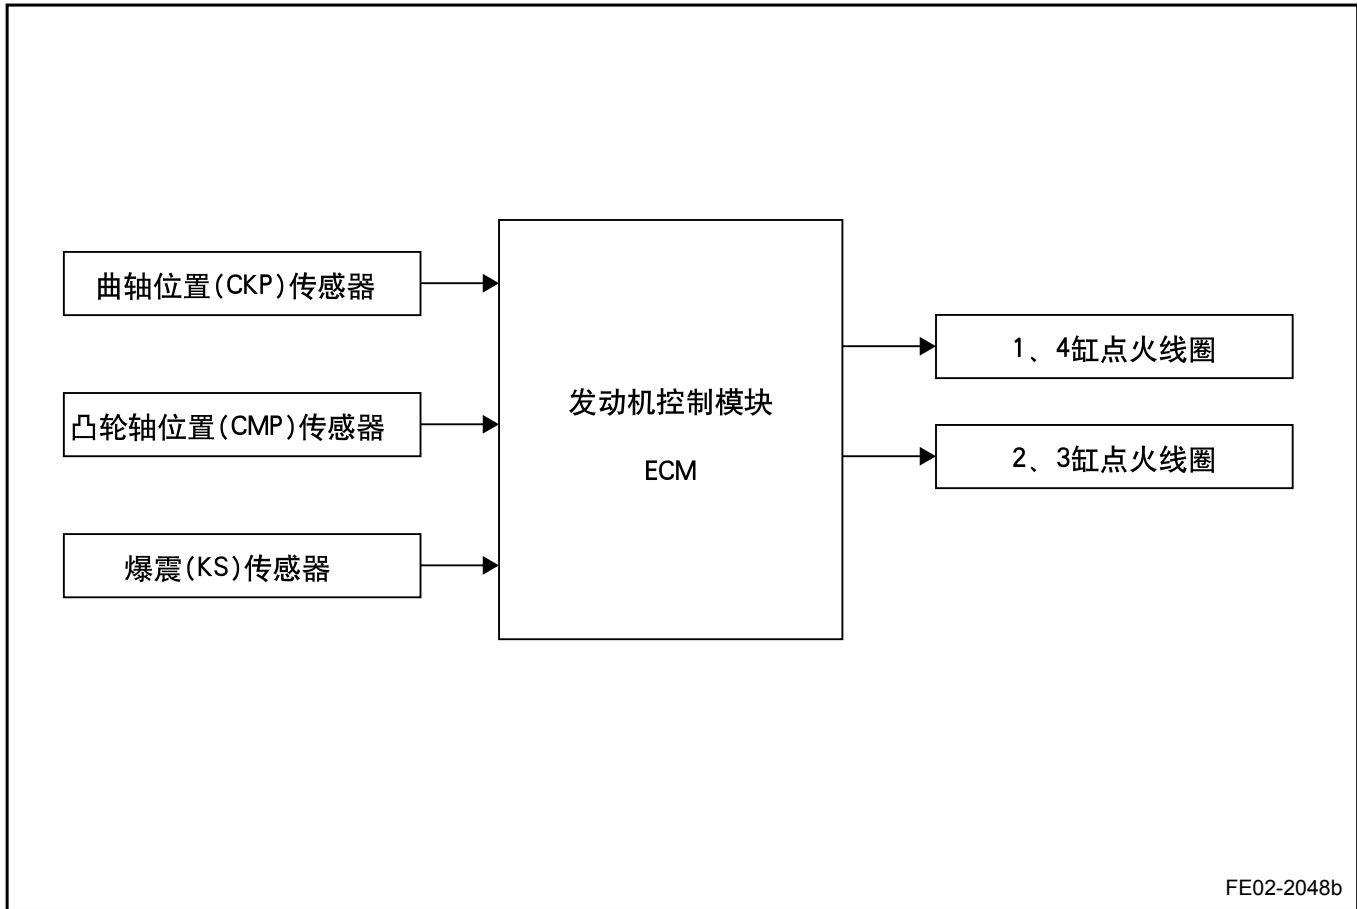 曲轴位置(CKP)传感器
凸轮轴位置(CMP)传感器
爆震(KS)传感器
发动机控制模块
ECM
1、4缸点火线圈
2、3缸点火线圈
FE02-2048b